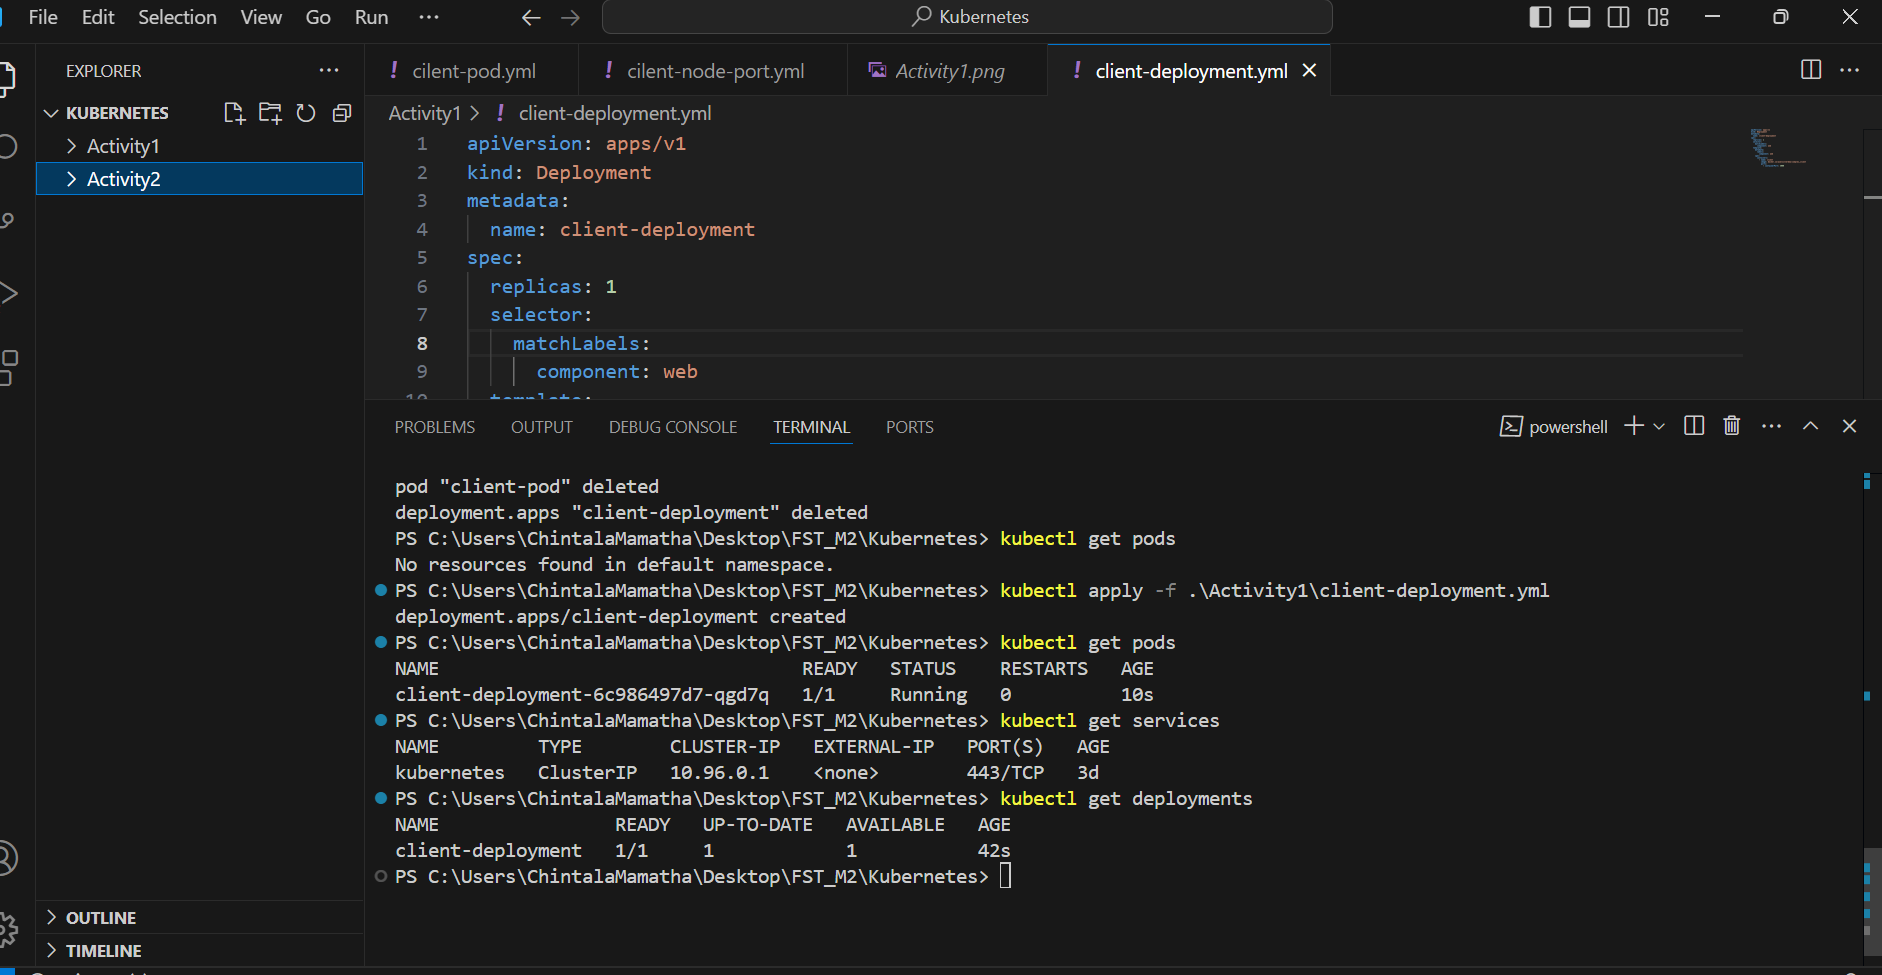 File Edit Selection View Go Run ··· Kubernetes
EXPLORER
KUBERNETES
Activity1
Activity2
OUTLINE
TIMELINE
! cilent-pod.yml ! cilent-node-port.yml Activity1.png ! client-deployment.yml
Activity1 > ! client-deployment.yml
1 apiVersion: apps/v1
2 kind: Deployment
3 metadata:
4 name: client-deployment
5 spec:
6 replicas: 1
7 selector:
8 matchLabels:
9 component: web
10 template:
PROBLEMS OUTPUT DEBUG CONSOLE TERMINAL PORTS powershell
pod "client-pod" deleted
deployment.apps "client-deployment" deleted
PS C:\Users\ChintalaMamatha\Desktop\FST_M2\Kubernetes> kubectl get pods
No resources found in default namespace.
PS C:\Users\ChintalaMamatha\Desktop\FST_M2\Kubernetes> kubectl apply -f .\Activity1\client-deployment.yml
deployment.apps/client-deployment created
PS C:\Users\ChintalaMamatha\Desktop\FST_M2\Kubernetes> kubectl get pods
NAME READY STATUS RESTARTS AGE
client-deployment-6c986497d7-qgd7q 1/1 Running 0 10s
PS C:\Users\ChintalaMamatha\Desktop\FST_M2\Kubernetes> kubectl get services
NAME TYPE CLUSTER-IP EXTERNAL-IP PORT(S) AGE
kubernetes ClusterIP 10.96.0.1 <none> 443/TCP 3d
PS C:\Users\ChintalaMamatha\Desktop\FST_M2\Kubernetes> kubectl get deployments
NAME READY UP-TO-DATE AVAILABLE AGE
client-deployment 1/1 1 1 42s
PS C:\Users\ChintalaMamatha\Desktop\FST_M2\Kubernetes>